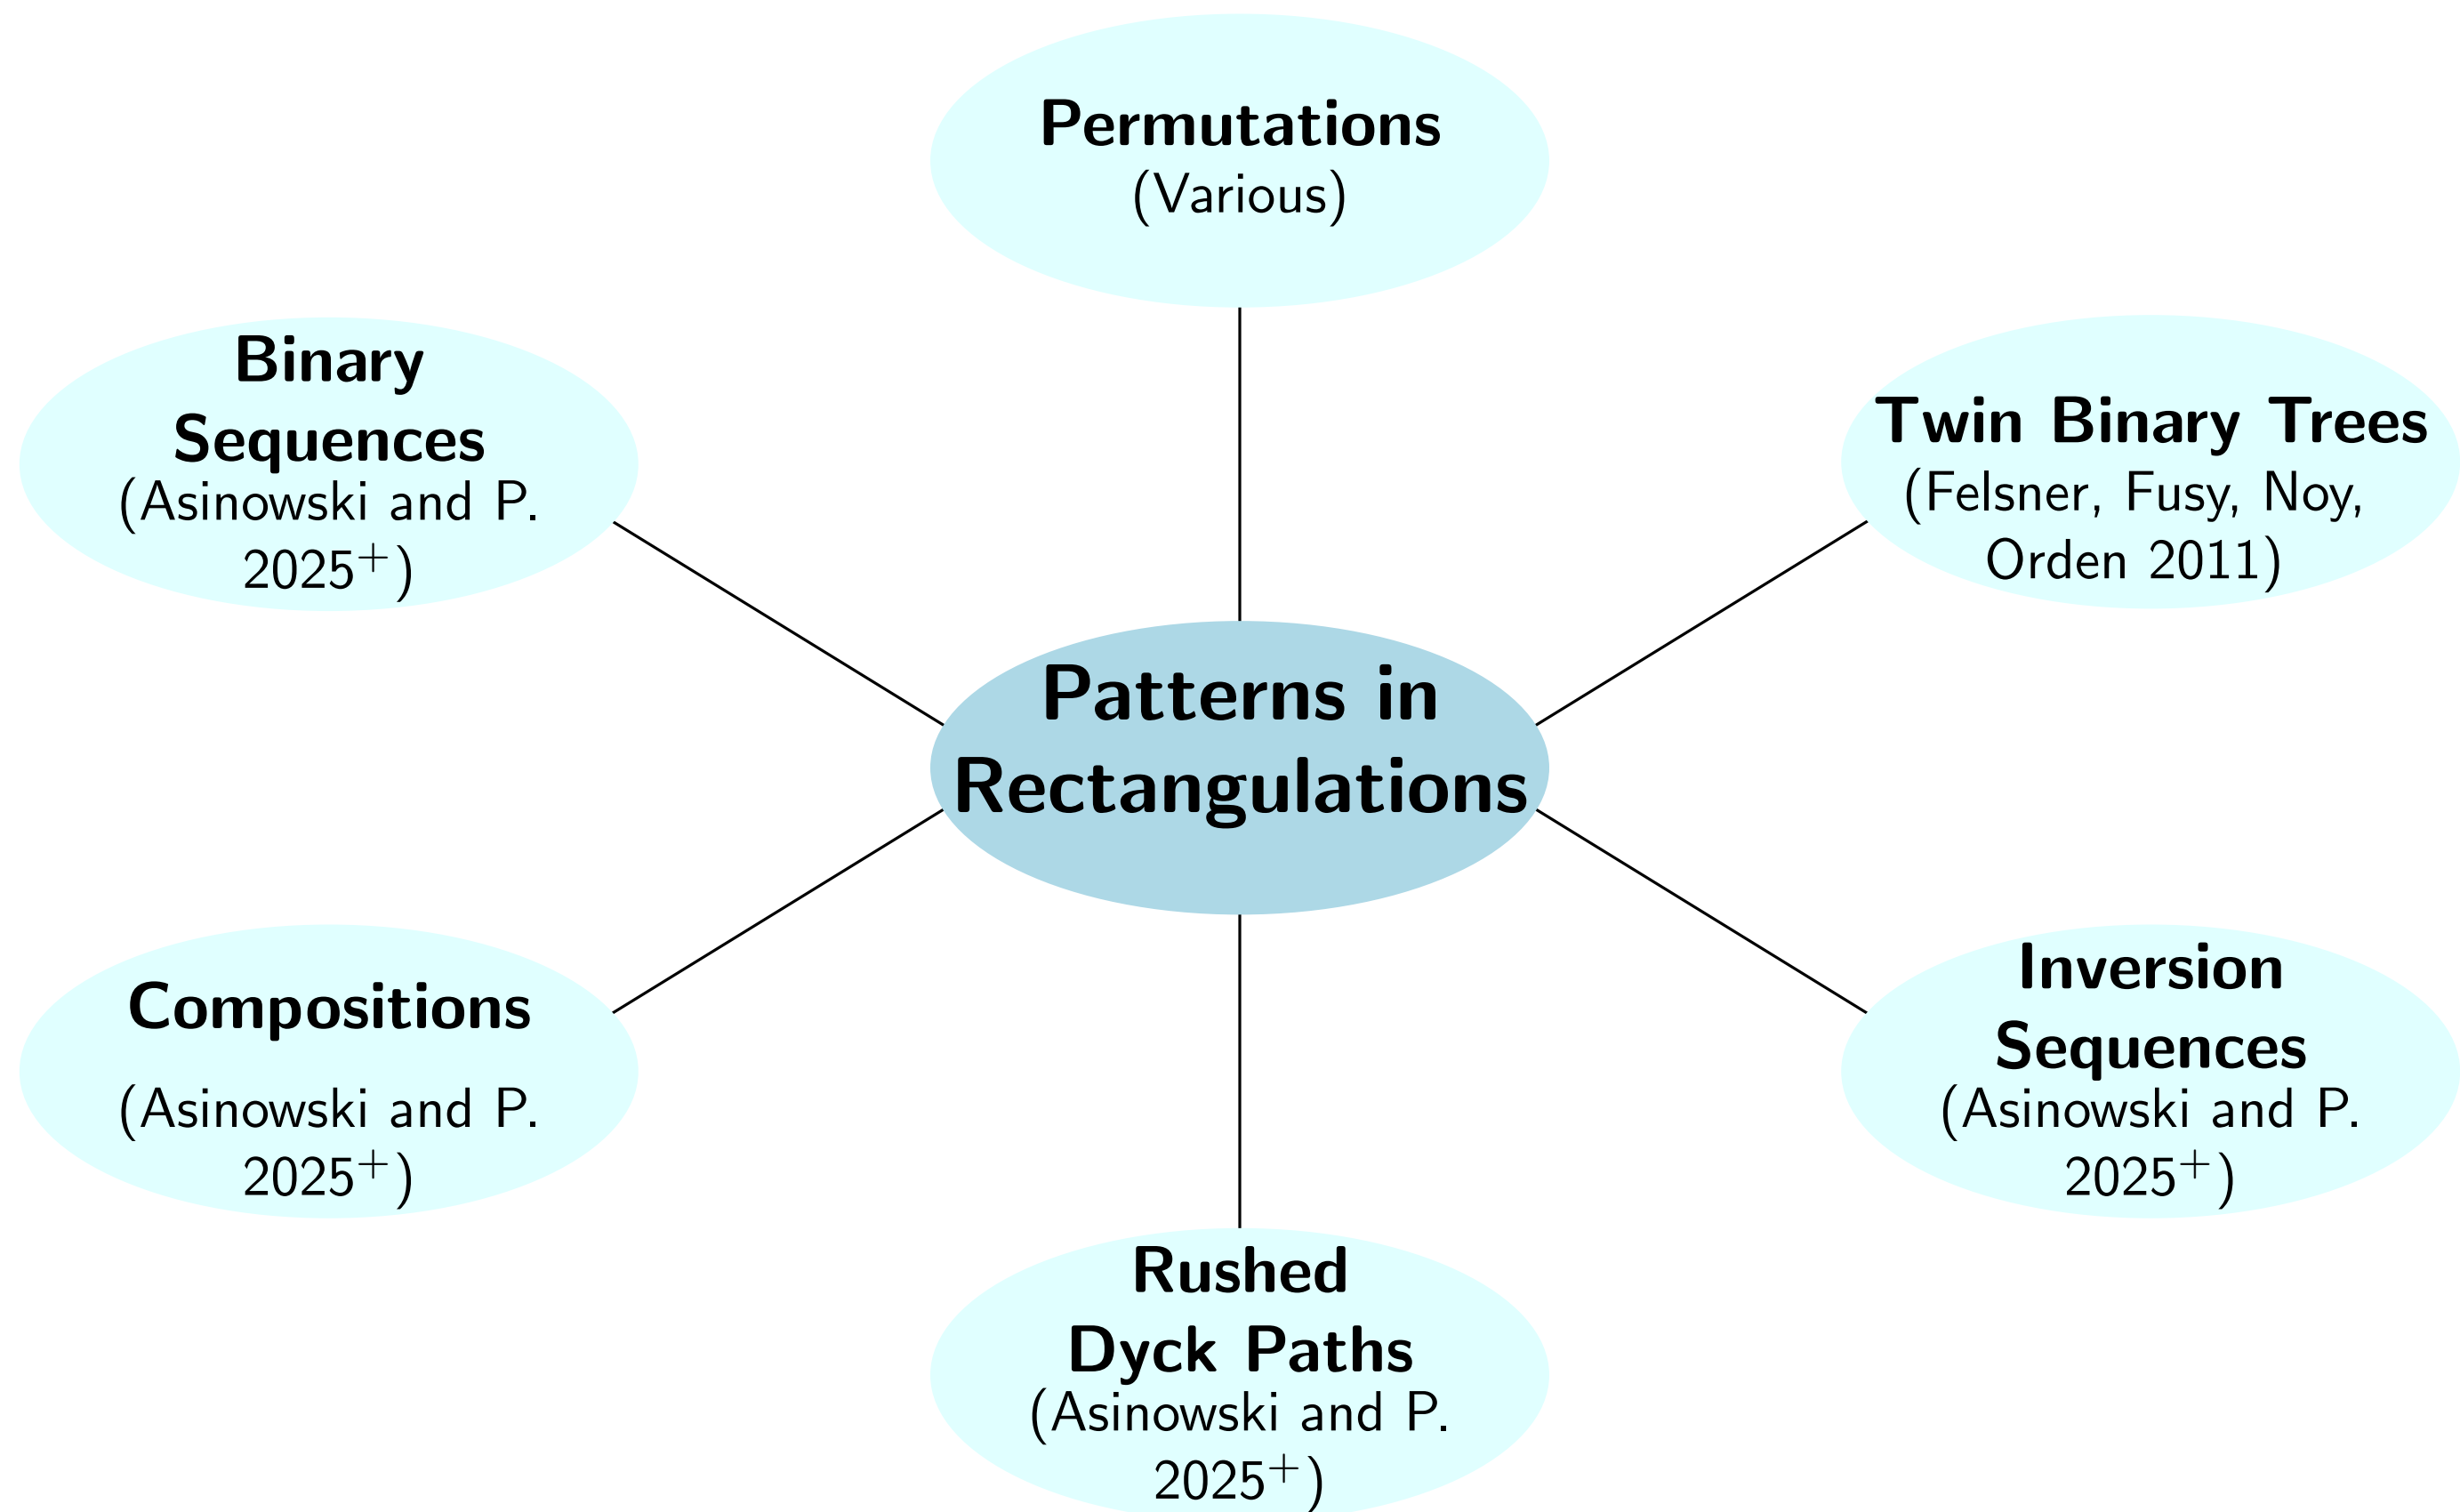 Permutations
(Various)
Binary
Sequences
(Asinowski and P.
2025⁺)
Twin Binary Trees
(Felsner, Fusy, Noy,
Orden 2011)
Patterns in
Rectangulations
Compositions
(Asinowski and P.
2025⁺)
Inversion
Sequences
(Asinowski and P.
2025⁺)
Rushed
Dyck Paths
(Asinowski and P.
2025⁺)